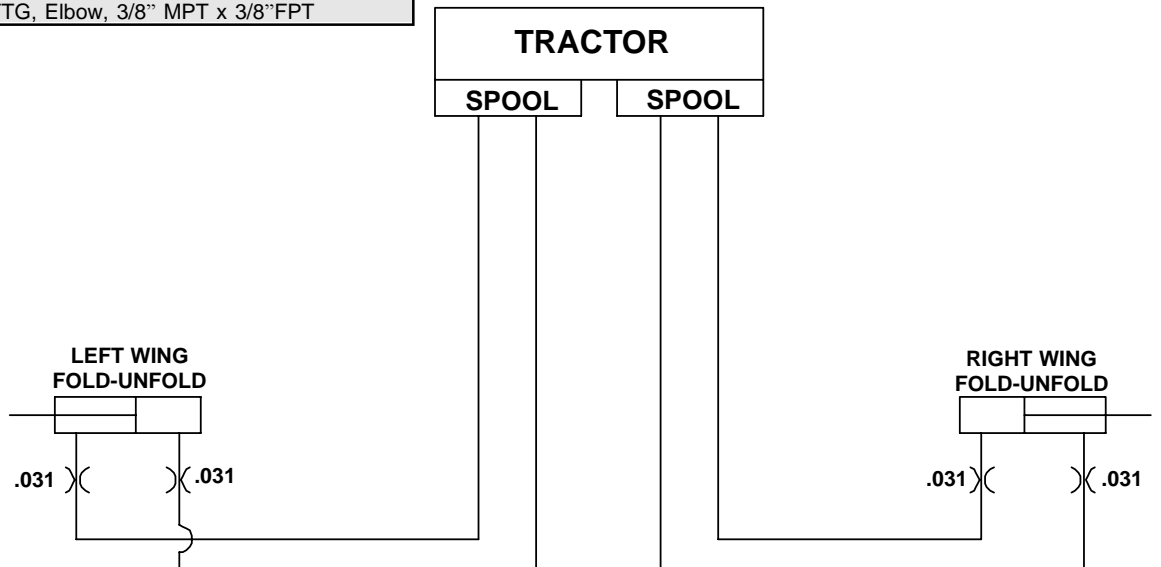 TG, Elbow, 3/8” MPT x 3/8”FPT
TRACTOR
SPOOL
SPOOL
LEFT WING
FOLD-UNFOLD
RIGHT WING
FOLD-UNFOLD
.031
.031
.031
.031